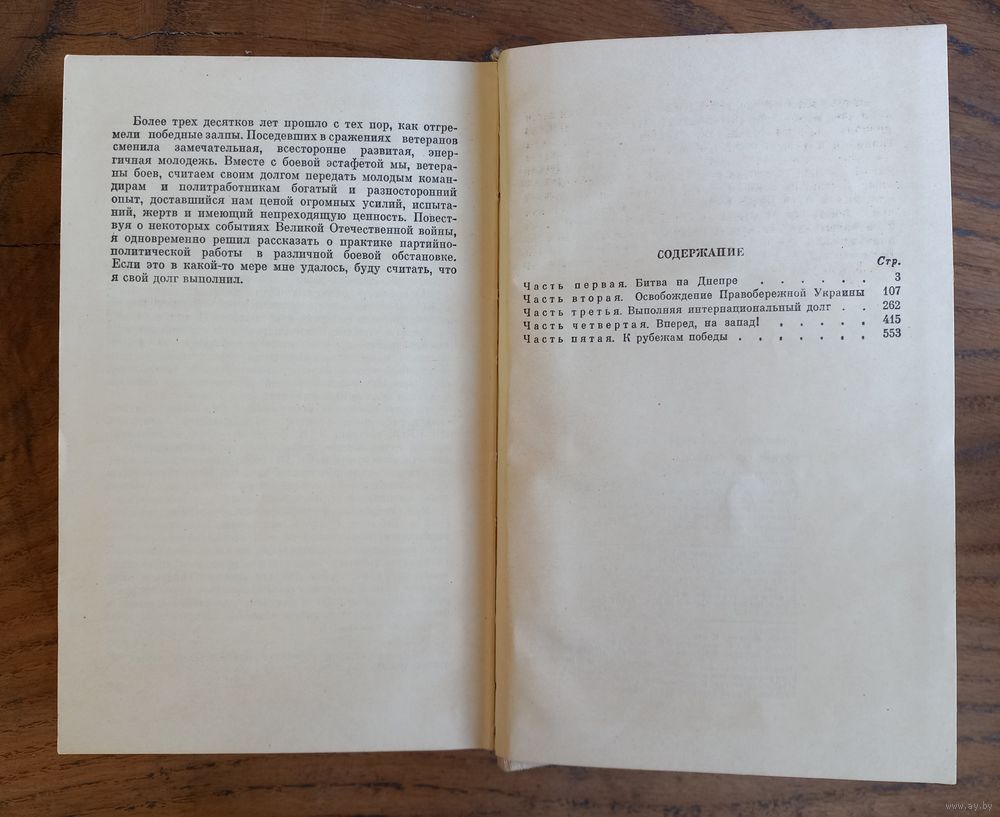 Более трех десятков лет прошло с тех пор, как отгре-
мели победные залпы. Поседевших в сражениях ветеранов
сменила замечательная, всесторонне развитая, энер-
гичная молодежь. Вместе с боевой эстафетой мы, ветера-
ны боев, считаем своим долгом передать молодым коман-
дирам и политработникам богатый и разносторонний
опыт, доставшийся нам ценой огромных усилий, испыта-
ний, жертв и имеющий непреходящую ценность. Повест-
вуя о некоторых событиях Великой Отечественной войны,
я одновременно решил рассказать о практике партийно-
политической работы в различной боевой обстановке.
Если это в какой-то мере мне удалось, буду считать, что
я свой долг выполнил.
СОДЕРЖАНИЕ
Стр.
Часть первая. Битва на Днепре . . . . . . 3
Часть вторая. Освобождение Правобережной Украины 107
Часть третья. Выполняя интернациональный долг . . 262
Часть четвертая. Вперед, на запад! . . . . . 415
Часть пятая. К рубежам победы . . . . . . . 553
www.ay.by